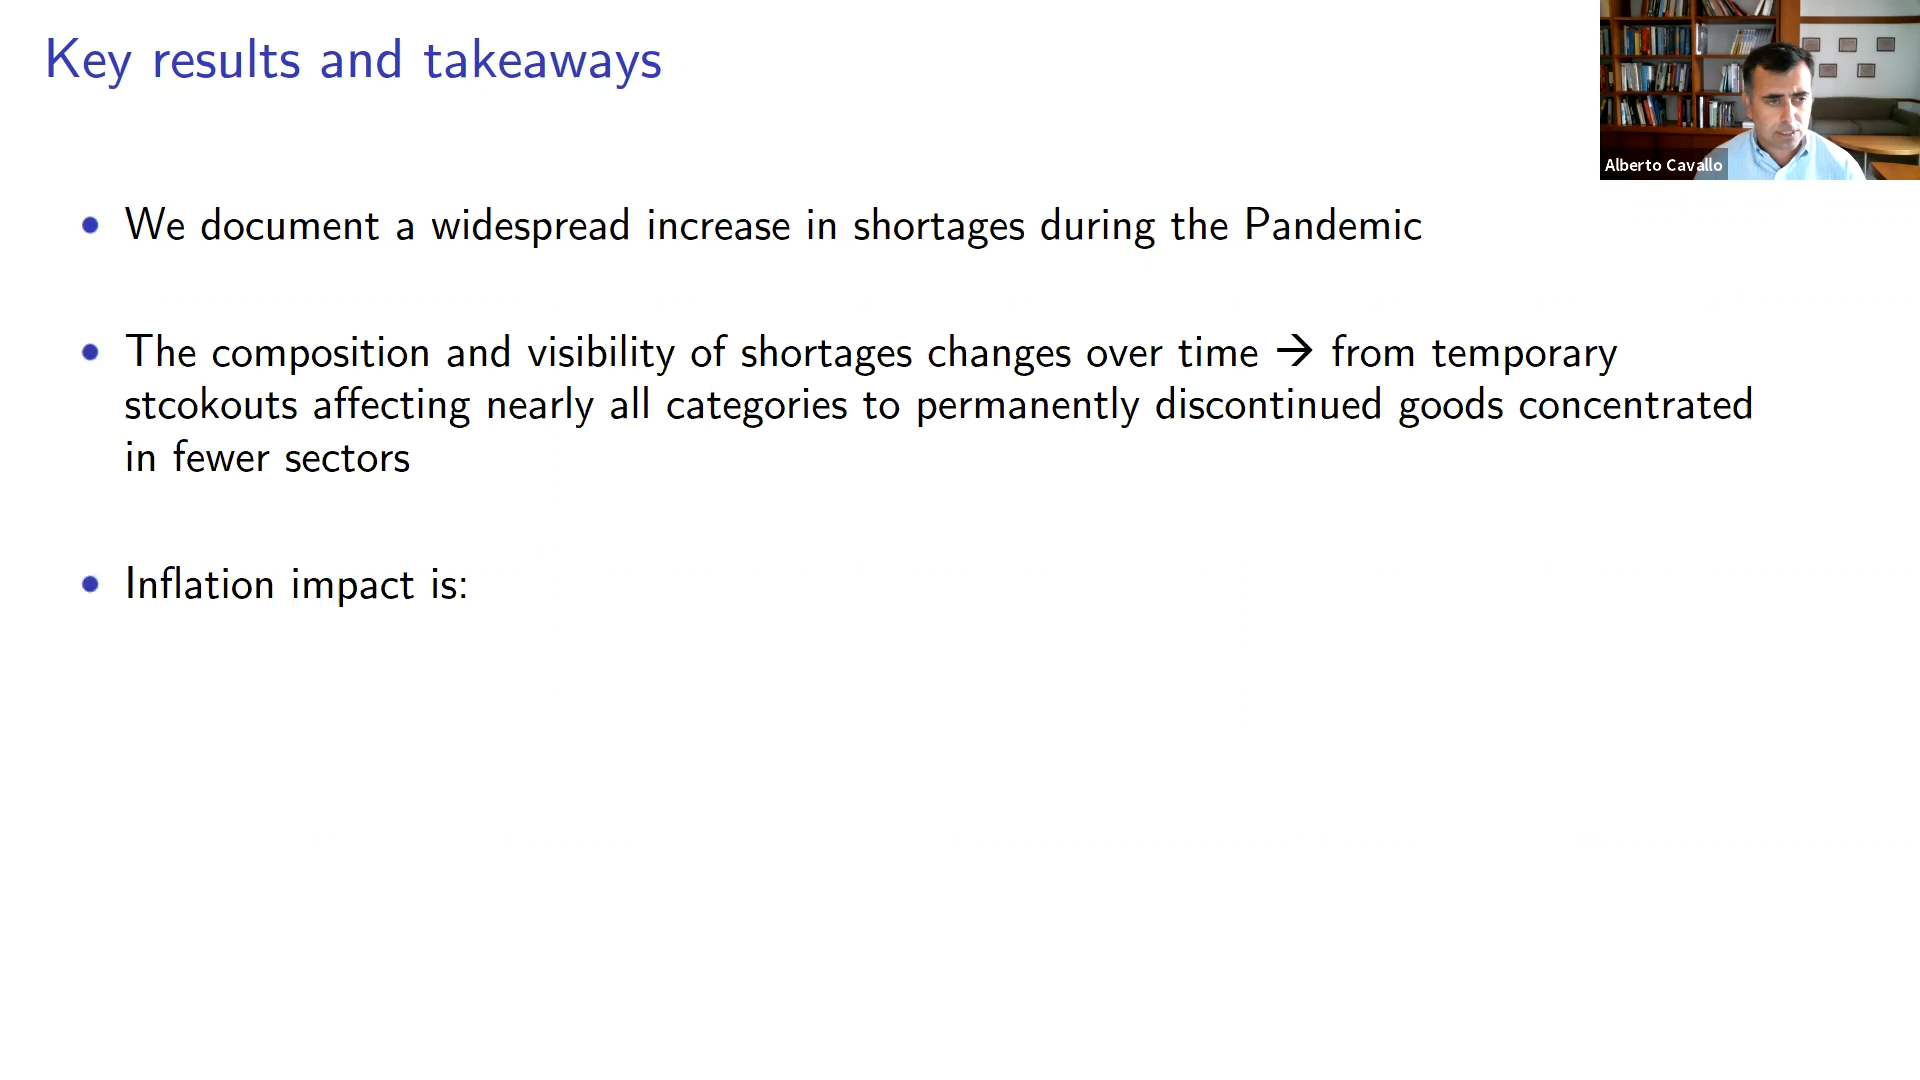 Key results and takeaways
Alberto Cavallo
• We document a widespread increase in shortages during the Pandemic
• The composition and visibility of shortages changes over time → from temporary
stcokouts affecting nearly all categories to permanently discontinued goods concentrated
in fewer sectors
• Inflation impact is: